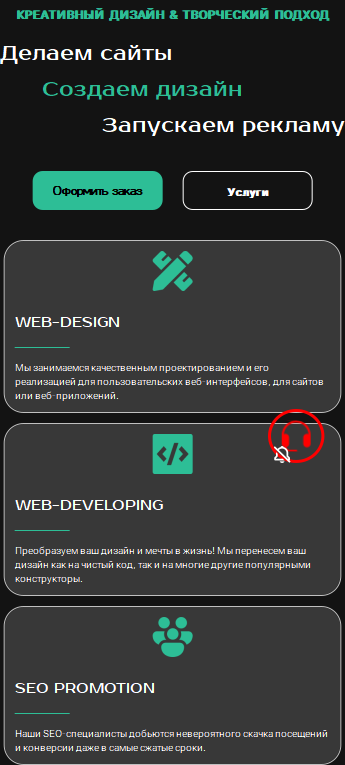 КРЕАТИВНЫЙ ДИЗАЙН & ТВОРЧЕСКИЙ ПОДХОД
Делаем сайты
Создаем дизайн
Запускаем рекламу
Оформить заказ
Услуги
WEB-DESIGN
Мы занимаемся качественным проектированием и его
реализацией для пользовательских веб-интерфейсов, для сайтов
или веб-приложений.
WEB-DEVELOPING
Преобразуем ваш дизайн и мечты в жизнь! Мы перенесем ваш
дизайн как на чистый код, так и на многие другие популярными
конструкторы.
SEO PROMOTION
Наши SEO-специалисты добьются невероятного скачка посещений
и конверсии даже в самые сжатые сроки.